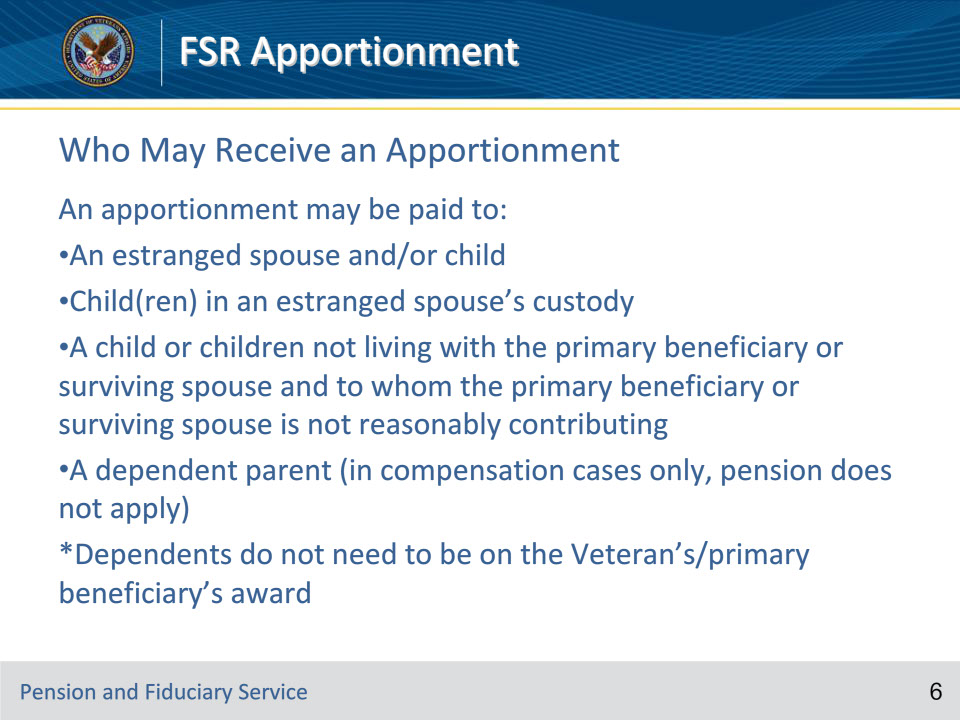 FSR Apportionment
Who May Receive an Apportionment
An apportionment may be paid to:
•An estranged spouse and/or child
•Child(ren) in an estranged spouse’s custody
•A child or children not living with the primary beneficiary or
surviving spouse and to whom the primary beneficiary or
surviving spouse is not reasonably contributing
•A dependent parent (in compensation cases only, pension does
not apply)
*Dependents do not need to be on the Veteran’s/primary
beneficiary’s award
Pension and Fiduciary Service
6